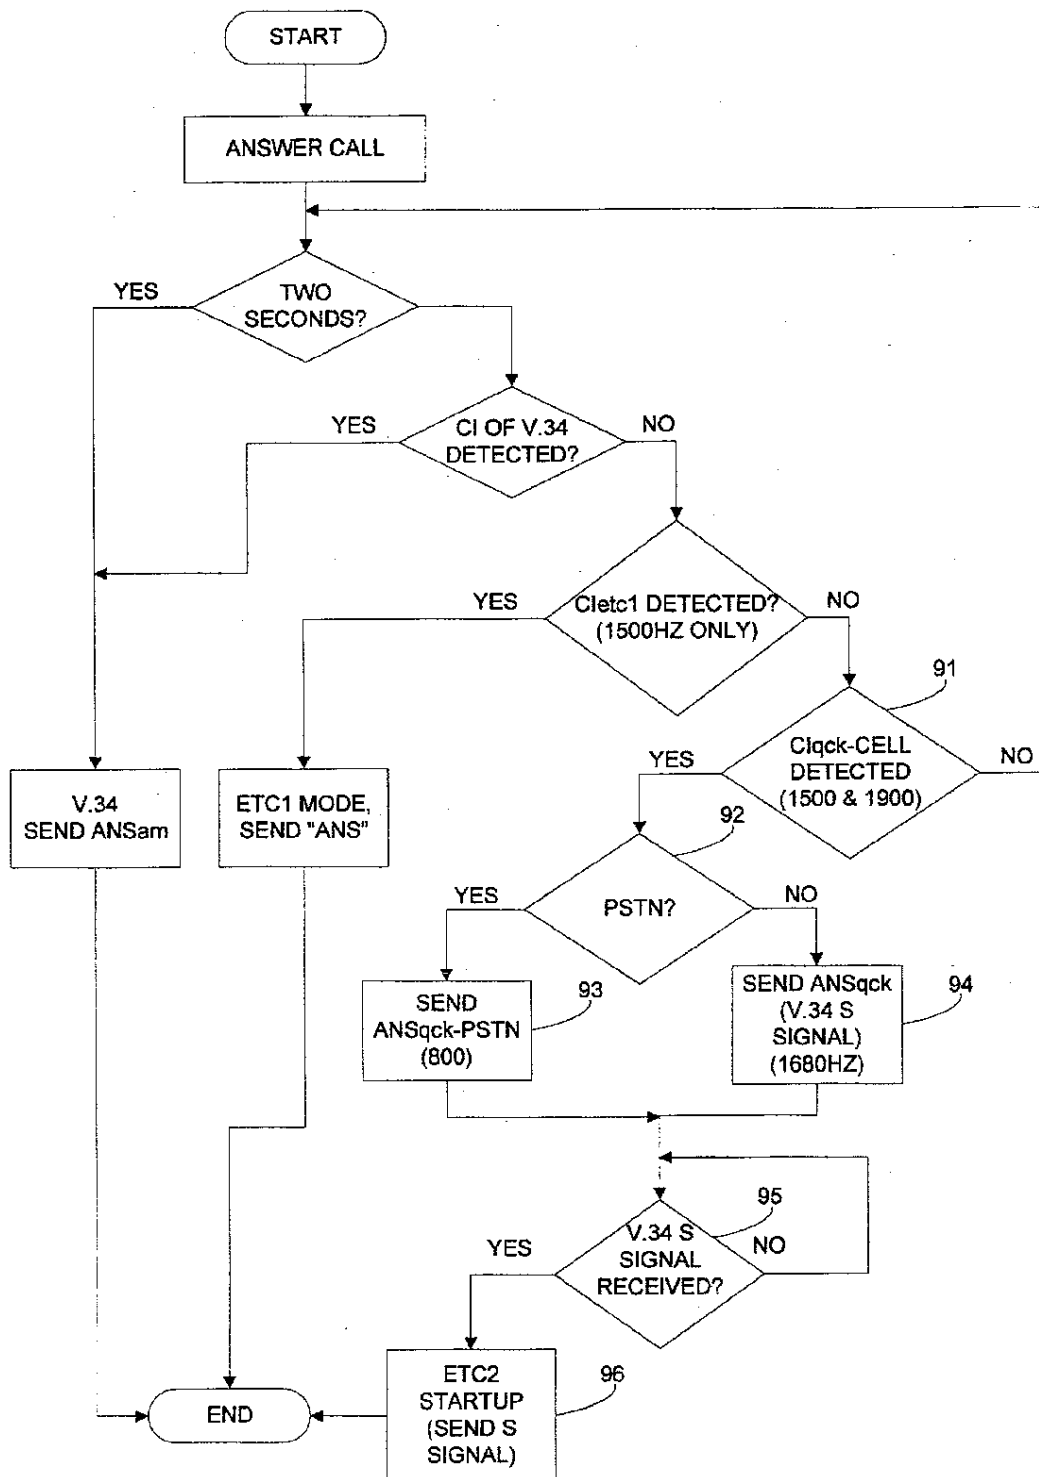 START
ANSWER CALL
YES
TWO
SECONDS?
YES
CI OF V.34
DETECTED?
NO
YES
CIetc1 DETECTED?
(1500HZ ONLY)
NO
91
YES
CIqck-CELL
DETECTED
(1500 & 1900)
NO
V.34
SEND ANSam
ETC1 MODE,
SEND "ANS"
92
YES
PSTN?
NO
SEND
ANSqck-PSTN
(800)
93
SEND ANSqck
(V.34 S
SIGNAL)
(1680HZ)
94
95
YES
V.34 S
SIGNAL
RECEIVED?
NO
ETC2
STARTUP
(SEND S
SIGNAL)
96
END